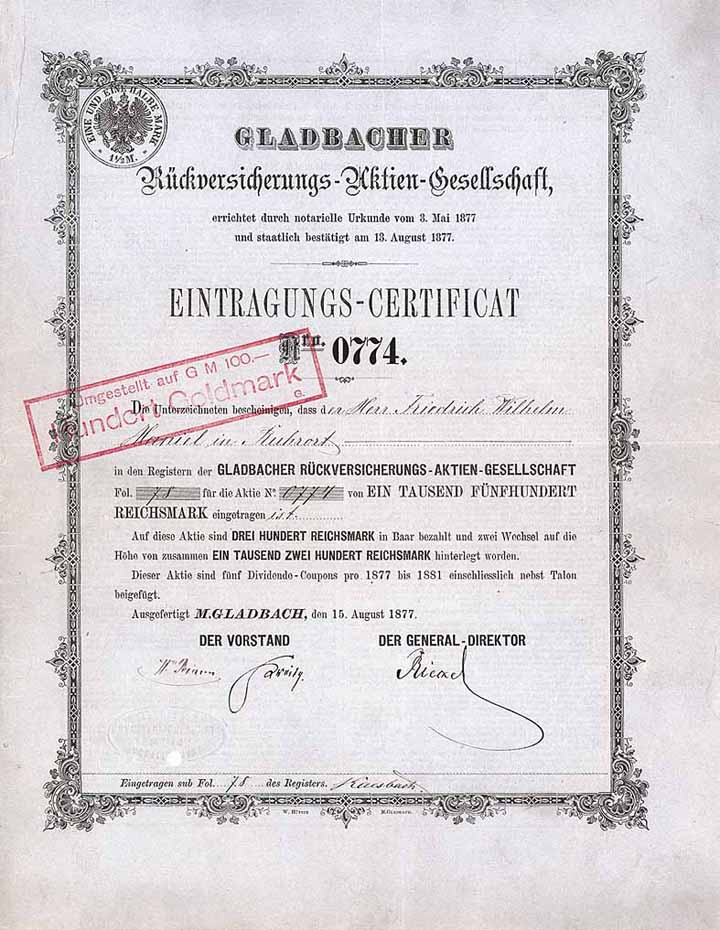 EINE UND EINE HALBE MARK
1½ M.
GLADBACHER
Rückversicherungs-Aktien-Gesellschaft,
errichtet durch notarielle Urkunde vom 3. Mai 1877
und staatlich bestätigt am 13. August 1877.
EINTRAGUNGS-CERTIFICAT
Nro. 0774.
Umgestellt auf G M 100.—
Hundert Goldmark
G.
Die Unterzeichneten bescheinigen, dass der Herr Friedrich Wilhelm
Haniel in Ruhrort
in den Registern der GLADBACHER RÜCKVERSICHERUNGS-AKTIEN-GESELLSCHAFT
Fol. 78 für die Aktie No. 0774 von EIN TAUSEND FÜNFHUNDERT
REICHSMARK eingetragen ist.
Auf diese Aktie sind DREI HUNDERT REICHSMARK in Baar bezahlt und zwei Wechsel auf die
Höhe von zusammen EIN TAUSEND ZWEI HUNDERT REICHSMARK hinterlegt worden.
Dieser Aktie sind fünf Dividende-Coupons pro 1877 bis 1881 einschliesslich nebst Talon
beigefügt.
Ausgefertigt M.GLADBACH, den 15. August 1877.
DER VORSTAND DER GENERAL-DIREKTOR
Eingetragen sub Fol. 78 des Registers.
M.GLADBACH.